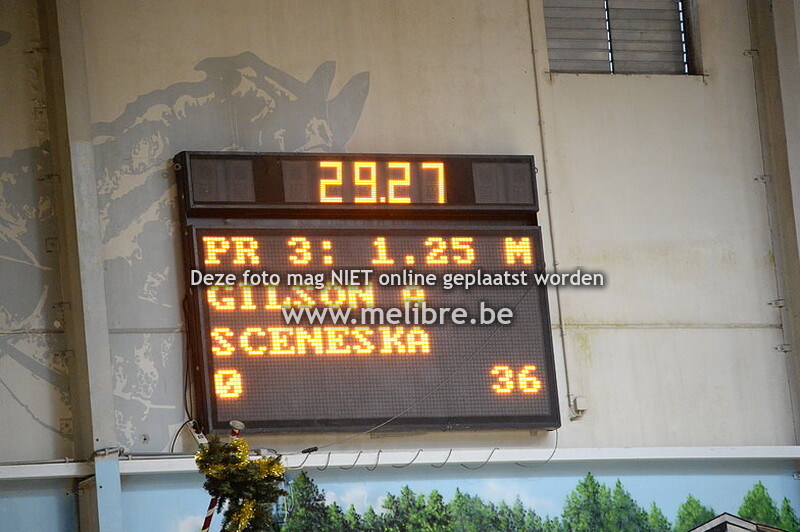 29.27
PR 3: 1.25 M
Deze foto mag NIET online geplaatst worden
GILSON A
www.melibre.be
SCENESKA
0 36